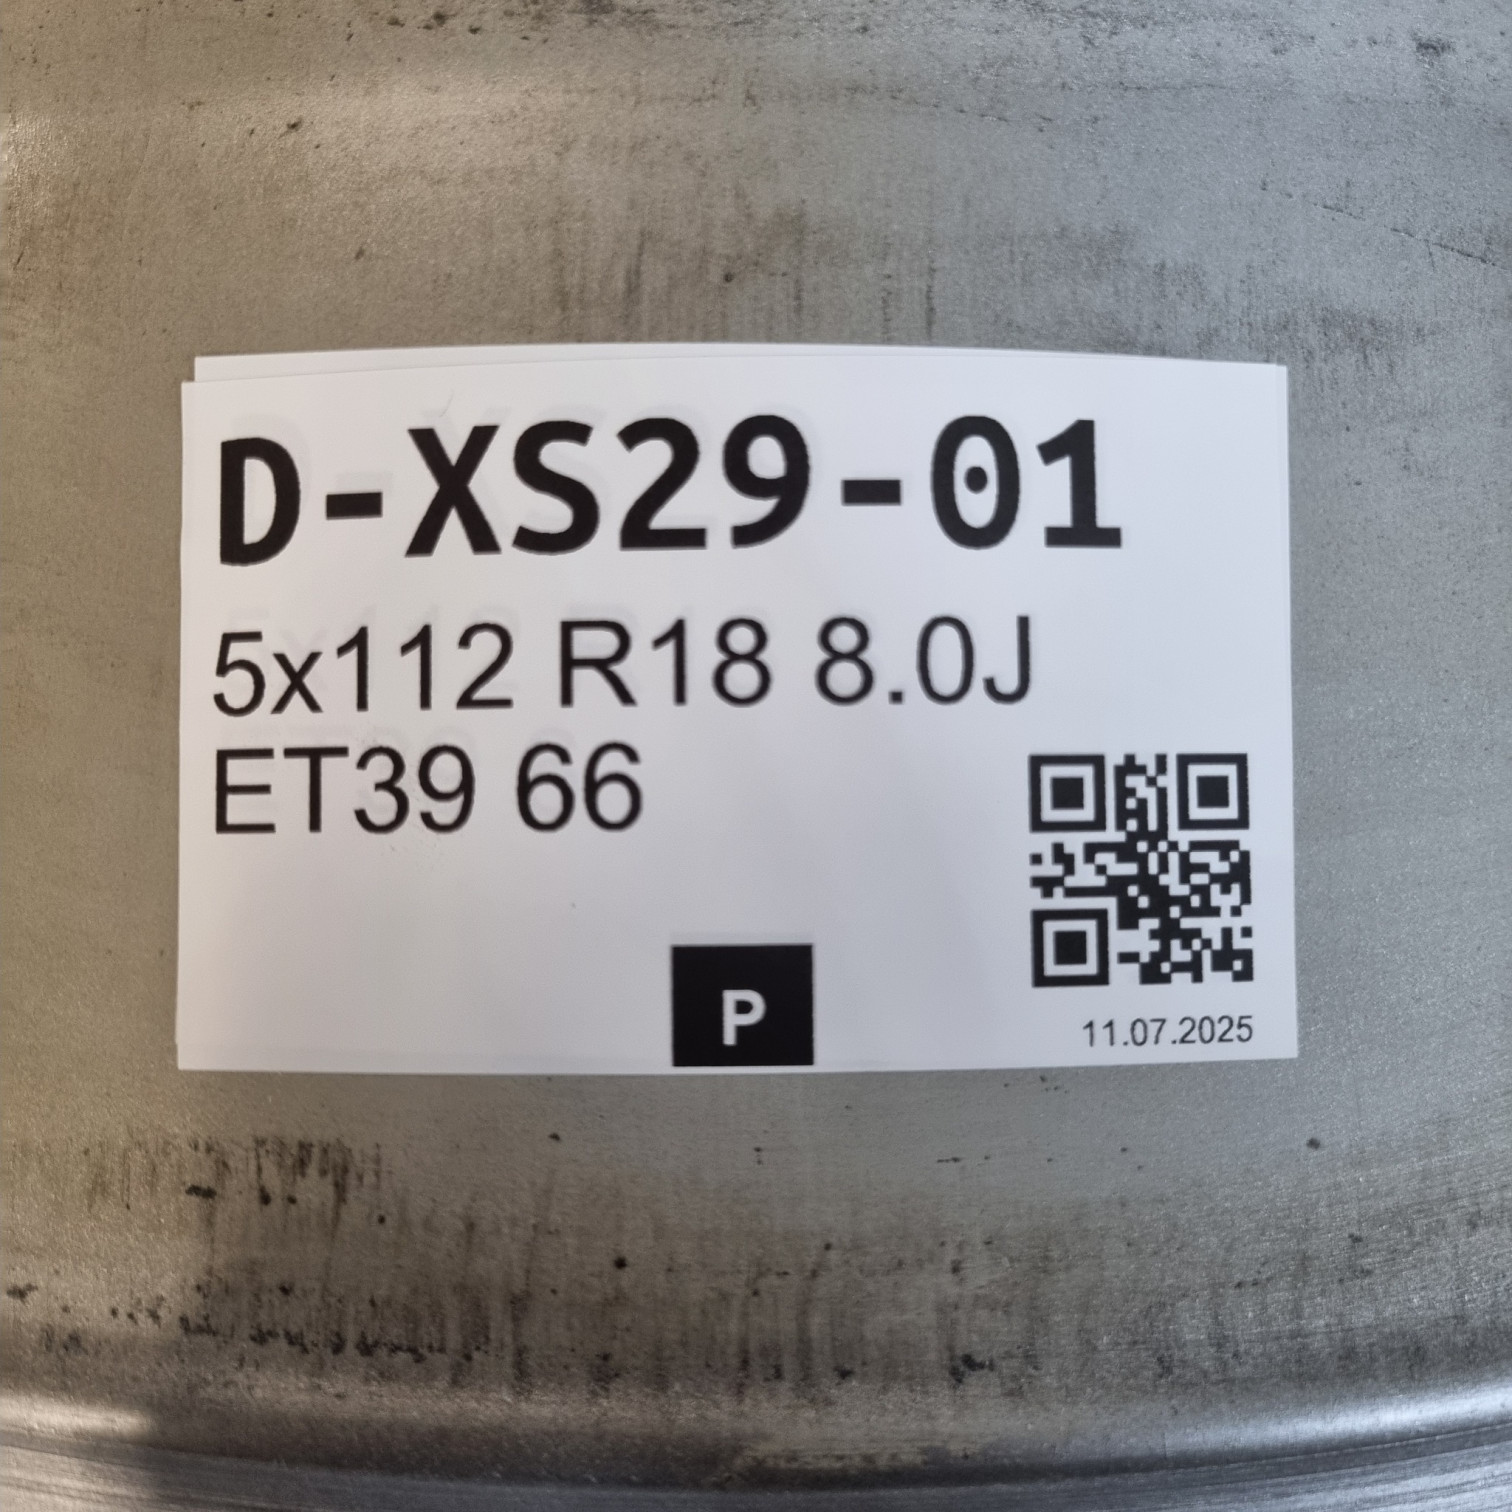 D-XS29-01
5x112 R18 8.0J
ET39 66
P
11.07.2025